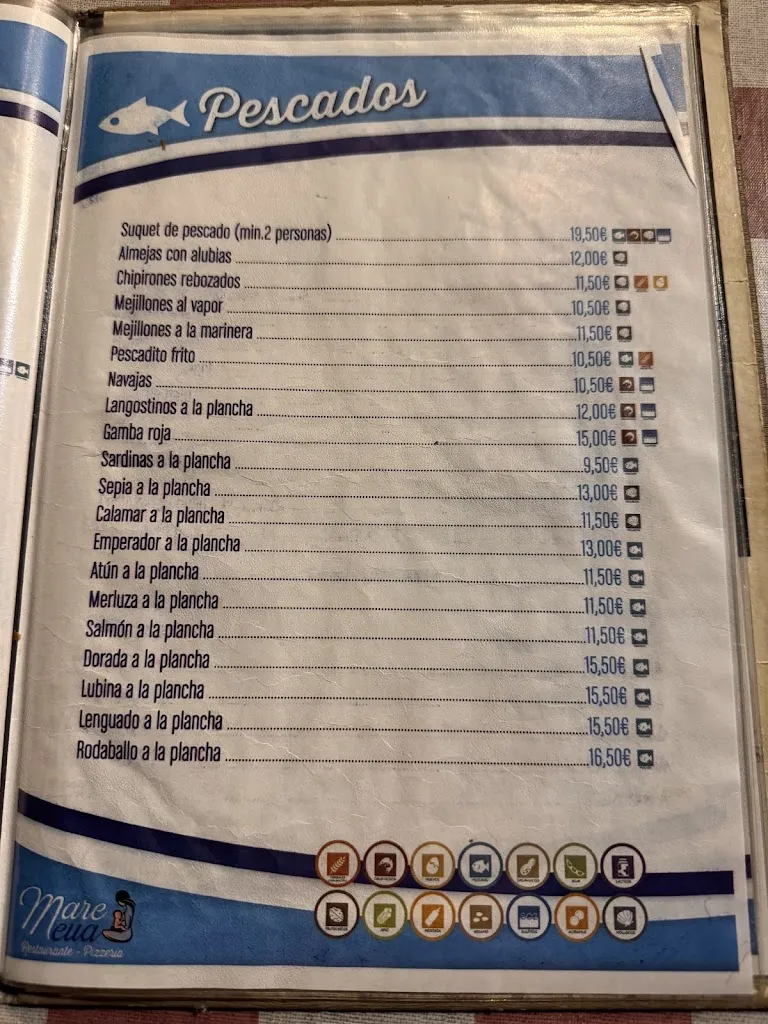 Pescados
Suquet de pescado (min.2 personas) 19,50€
Almejas con alubias 12,00€
Chipirones rebozados 11,50€
Mejillones al vapor 10,50€
Mejillones a la marinera 11,50€
Pescadito frito 10,50€
Navajas 10,50€
Langostinos a la plancha 12,00€
Gamba roja 15,00€
Sardinas a la plancha 9,50€
Sepia a la plancha 13,00€
Calamar a la plancha 11,50€
Emperador a la plancha 13,00€
Atún a la plancha 11,50€
Merluza a la plancha 11,50€
Salmón a la plancha 11,50€
Dorada a la plancha 15,50€
Lubina a la plancha 15,50€
Lenguado a la plancha 15,50€
Rodaballo a la plancha 16,50€
Mare
Meua
Restaurante - Pizzería